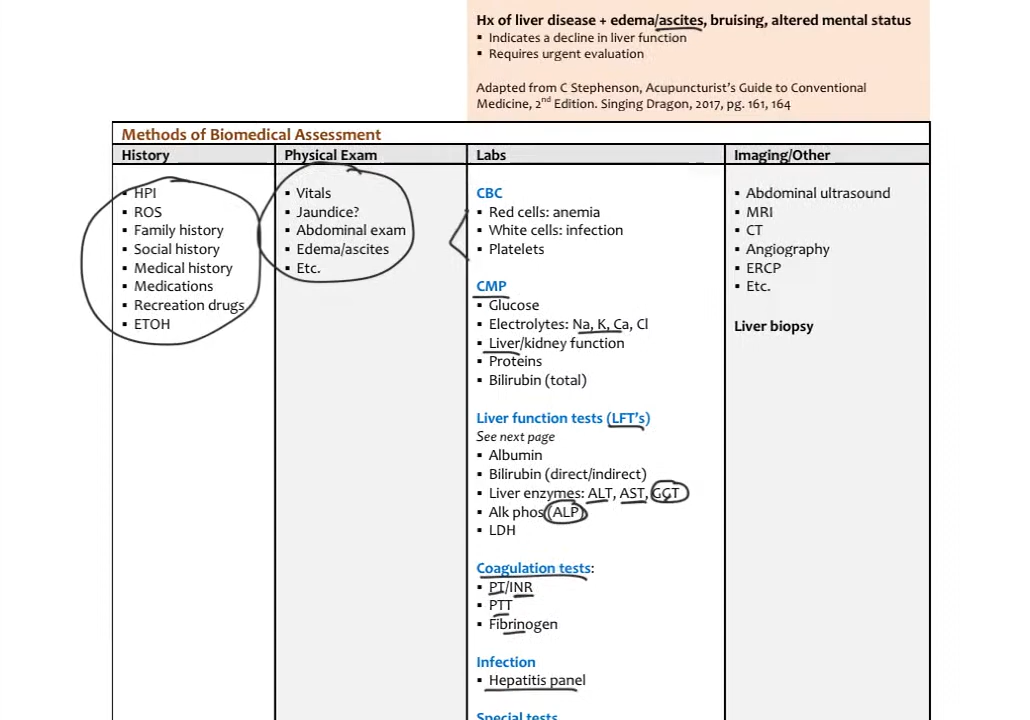 Hx of liver disease + edema/ascites, bruising, altered mental status
▪ Indicates a decline in liver function
▪ Requires urgent evaluation
Adapted from C Stephenson, Acupuncturist's Guide to Conventional
Medicine, 2nd Edition. Singing Dragon, 2017, pg. 161, 164
Methods of Biomedical Assessment
History
▪ HPI
▪ ROS
▪ Family history
▪ Social history
▪ Medical history
▪ Medications
▪ Recreation drugs
▪ ETOH
Physical Exam
▪ Vitals
▪ Jaundice?
▪ Abdominal exam
▪ Edema/ascites
▪ Etc.
Labs
CBC
▪ Red cells: anemia
▪ White cells: infection
▪ Platelets
CMP
▪ Glucose
▪ Electrolytes: Na, K, Ca, Cl
▪ Liver/kidney function
▪ Proteins
▪ Bilirubin (total)
Liver function tests (LFT's)
See next page
▪ Albumin
▪ Bilirubin (direct/indirect)
▪ Liver enzymes: ALT, AST, GGT
▪ Alk phos (ALP)
▪ LDH
Coagulation tests:
▪ PT/INR
▪ PTT
▪ Fibrinogen
Infection
▪ Hepatitis panel
Special tests
Imaging/Other
▪ Abdominal ultrasound
▪ MRI
▪ CT
▪ Angiography
▪ ERCP
▪ Etc.
Liver biopsy